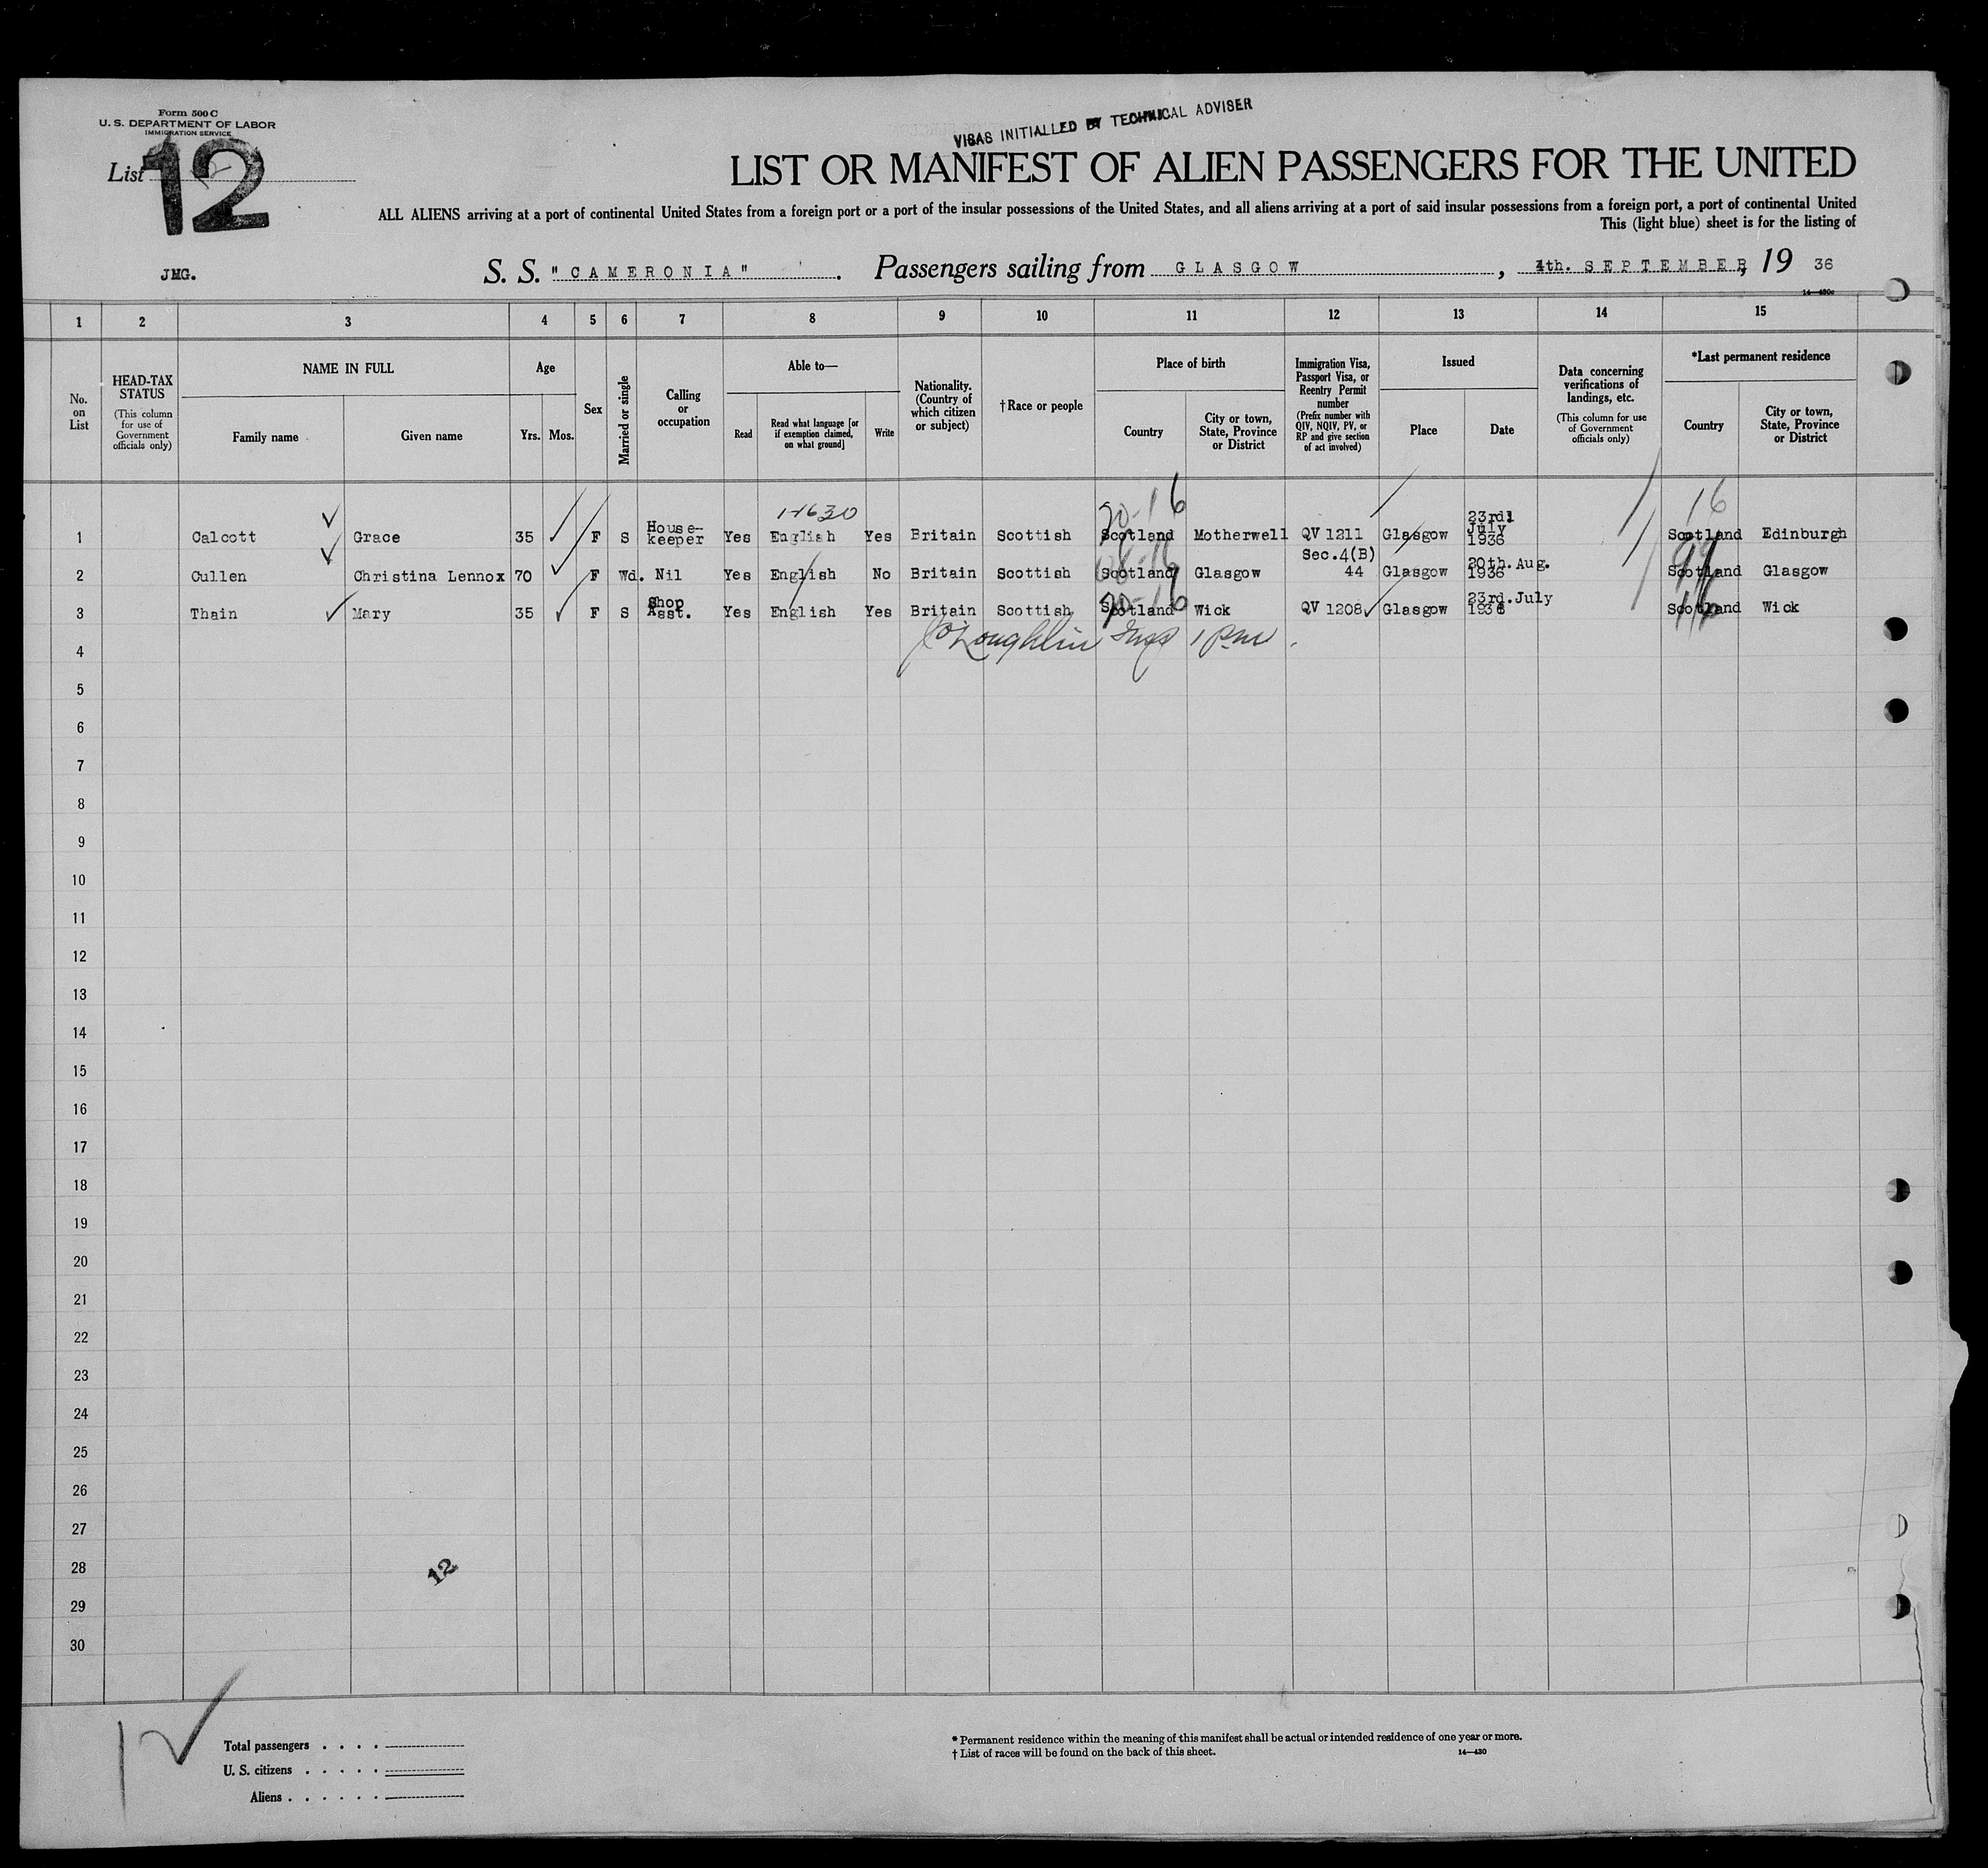 Form 500 C
U. S. DEPARTMENT OF LABOR
IMMIGRATION SERVICE
VISAS INITIALLED BY TECHNICAL ADVISER
List 12
LIST OR MANIFEST OF ALIEN PASSENGERS FOR THE UNITED
ALL ALIENS arriving at a port of continental United States from a foreign port or a port of the insular possessions of the United States, and all aliens arriving at a port of said insular possessions from a foreign port, a port of continental United
This (light blue) sheet is for the listing of
JMG.
S. S. "CAMERONIA". Passengers sailing from GLASGOW, 4th. SEPTEMBER, 19 36
14—430c
1 2 3 4 5 6 7 8 9 10 11 12 13 14 15
No. on List
HEAD-TAX STATUS (This column for use of Government officials only)
NAME IN FULL
Family name
Given name
Age
Yrs. Mos.
Sex
Married or single
Calling or occupation
Able to—
Read
Read what language [or if exemption claimed, on what ground]
Write
Nationality. (Country of which citizen or subject)
†Race or people
Place of birth
Country
City or town, State, Province or District
Immigration Visa, Passport Visa, or Reentry Permit number (Prefix number with QIV, NQIV, PV, or RP and give section of act involved)
Issued
Place
Date
Data concerning verifications of landings, etc. (This column for use of Government officials only)
*Last permanent residence
Country
City or town, State, Province or District
20-16 16
1 Calcott Grace 35 F S House-keeper Yes English Yes Britain Scottish Scotland Motherwell QV 1211 Glasgow 23rd July 1936 Scotland Edinburgh
2 Cullen Christina Lennox 70 F Wd. Nil Yes English No Britain Scottish Scotland Glasgow Sec.4(B) 44 Glasgow 20th. Aug. 1936 Scotland Glasgow
3 Thain Mary 35 F S Shop Asst. Yes English Yes Britain Scottish Scotland Wick QV 1208 Glasgow 23rd. July 1936 Scotland Wick
4
5
6
7
8
9
10
11
12
13
14
15
16
17
18
19
20
21
22
23
24
25
26
27
28
29
30
12
Total passengers
U. S. citizens
Aliens
* Permanent residence within the meaning of this manifest shall be actual or intended residence of one year or more.
† List of races will be found on the back of this sheet.
14—430